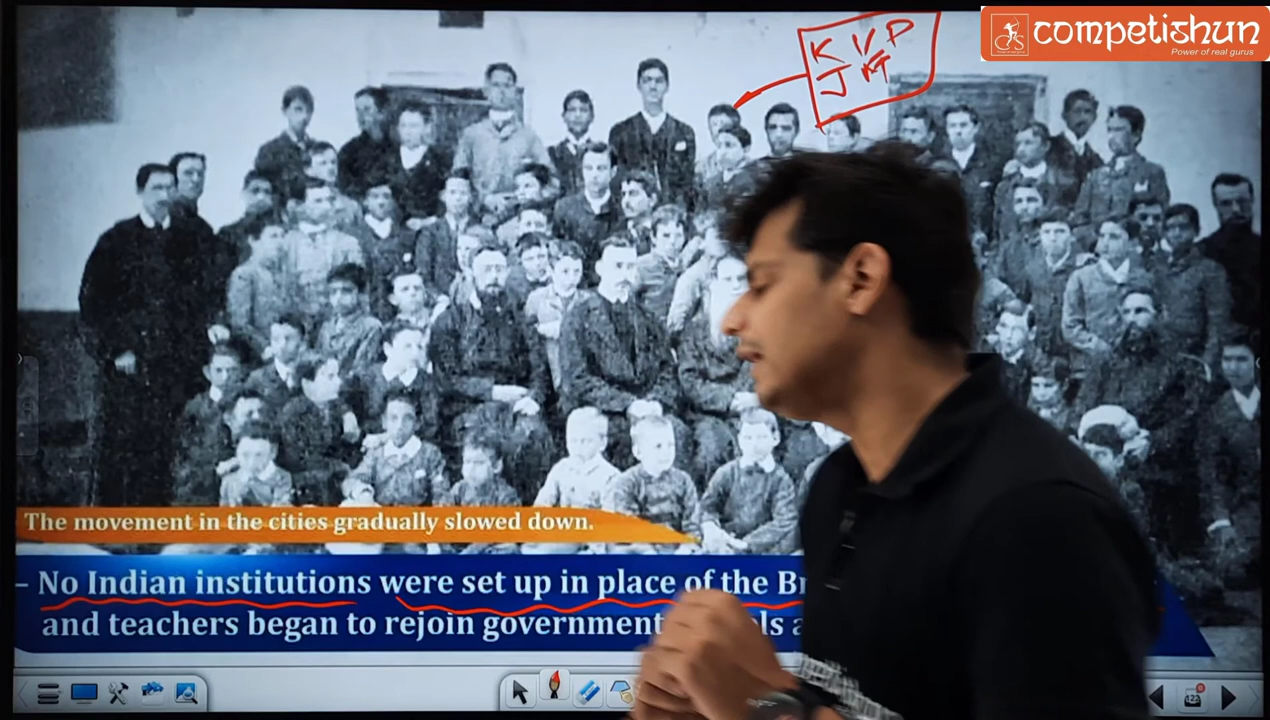 K V P
J KT
competishun
Power of real gurus
The movement in the cities gradually slowed down.
– No Indian institutions were set up in place of the
and teachers began to rejoin government